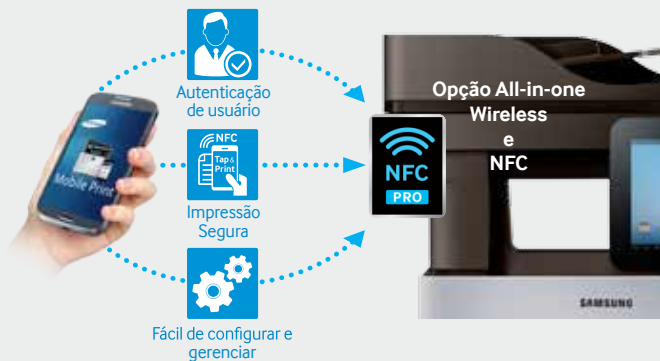 Autenticação
de usuário
NFC
Tap &
Print
Impressão
Segura
Fácil de configurar e
gerenciar
Mobile Print
NFC
PRO
Opção All-in-one
Wireless
e
NFC
SAMSUNG